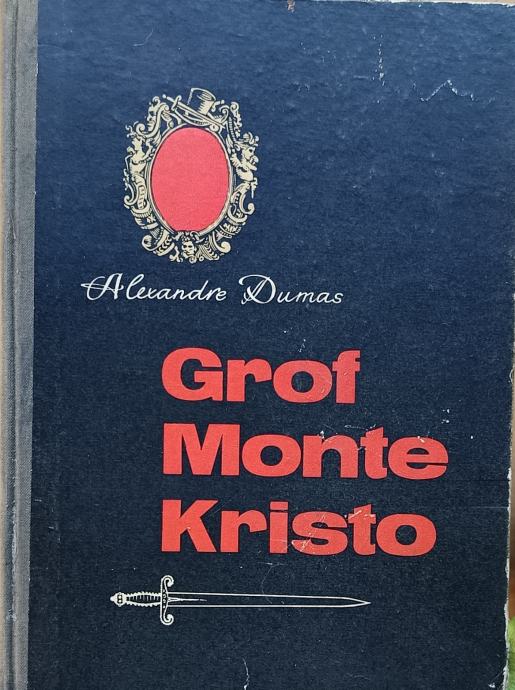 Alexandre Dumas
Grof
Monte
Kristo